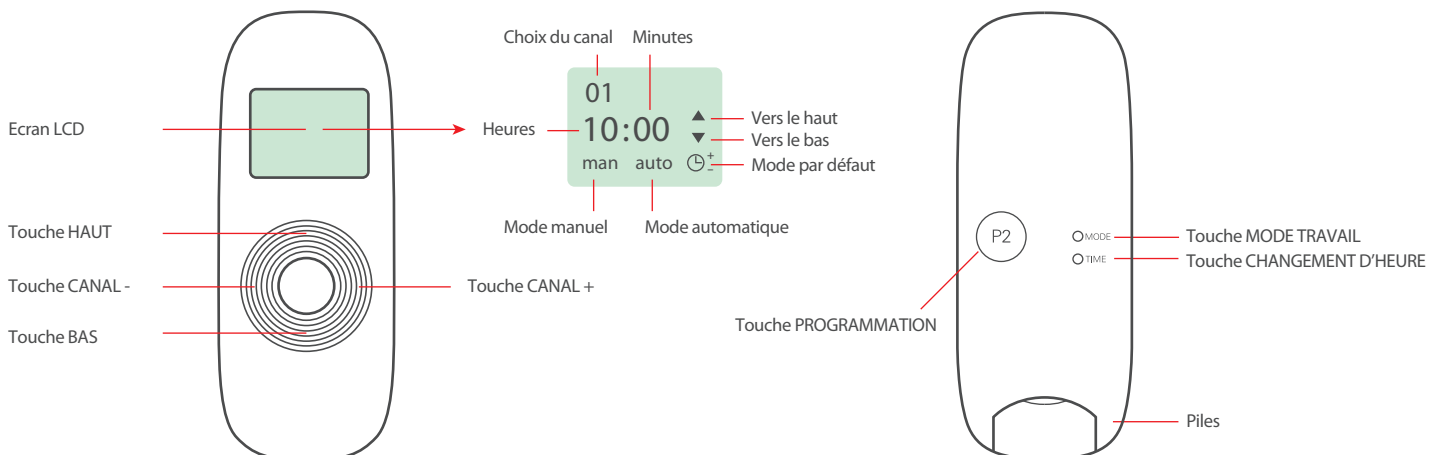 Choix du canal
Minutes
01
Ecran LCD
Heures
10:00
Vers le haut
Vers le bas
man auto
+
-
Mode par défaut
Mode manuel
Mode automatique
Touche HAUT
Touche CANAL -
Touche CANAL +
Touche BAS
P2
MODE
Touche MODE TRAVAIL
TIME
Touche CHANGEMENT D'HEURE
Touche PROGRAMMATION
Piles